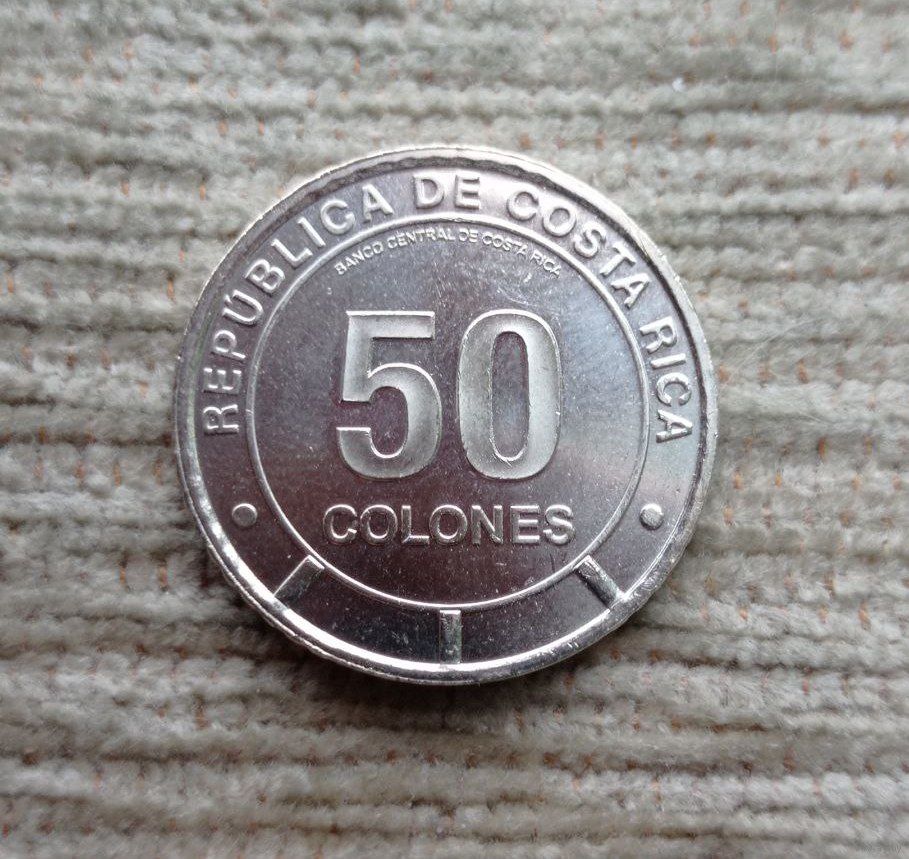 REPÚBLICA DE COSTA RICA
BANCO CENTRAL DE COSTA RICA
50
COLONES